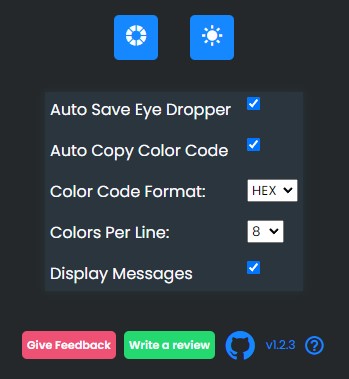 Auto Save Eye Dropper
Auto Copy Color Code
Color Code Format: HEX
Colors Per Line: 8
Display Messages
Give Feedback Write a review v1.2.3 ?